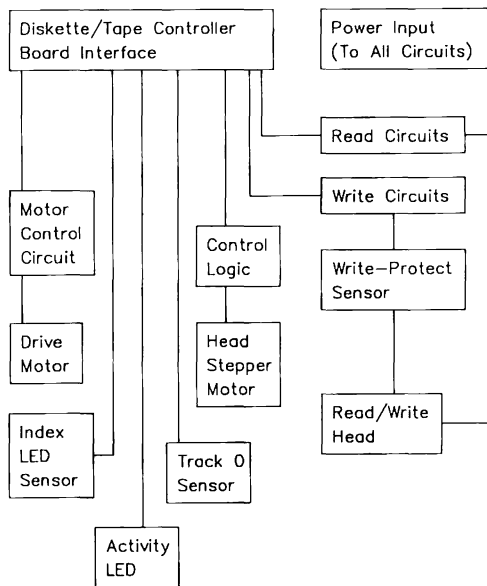 Diskette/Tape Controller
Board Interface
Power Input
(To All Circuits)
Read Circuits
Write Circuits
Motor
Control
Circuit
Control
Logic
Write-Protect
Sensor
Drive
Motor
Head
Stepper
Motor
Read/Write
Head
Index
LED
Sensor
Track 0
Sensor
Activity
LED